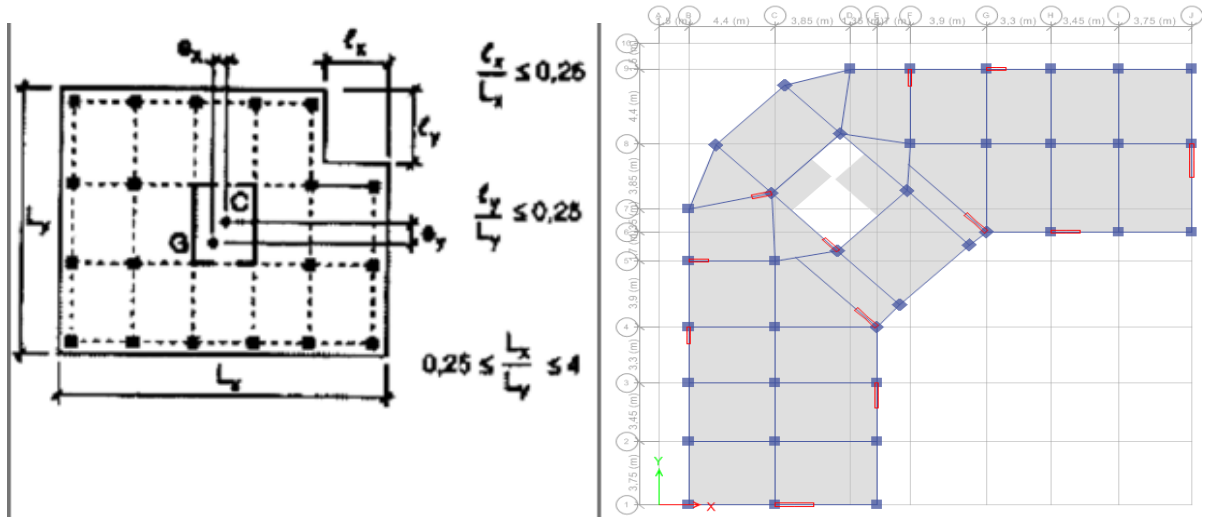 eₓ
ℓₓ
ℓₓ/Lₓ ≤ 0,25
ℓy
Ly
C
G
ey
ℓy/Ly ≤ 0,25
0,25 ≤ Lₓ/Ly ≤ 4
Lₓ
A B C D E F G H I J
4,4 (m) 3,85 (m) 3,9 (m) 3,3 (m) 3,45 (m) 3,75 (m)
10
9
4,4 (m)
8
3,85 (m)
7
6
5
3,9 (m)
4
3,3 (m)
3
3,45 (m)
2
3,75 (m)
1
Y
X